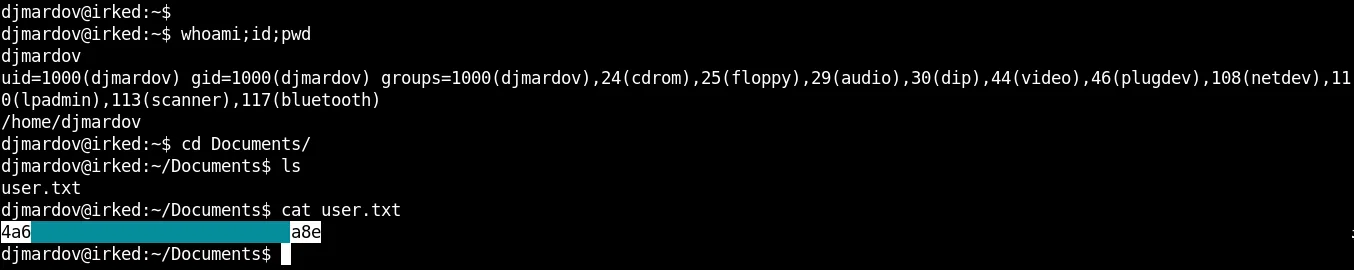 djmardov@irked:~$
djmardov@irked:~$ whoami;id;pwd
djmardov
uid=1000(djmardov) gid=1000(djmardov) groups=1000(djmardov),24(cdrom),25(floppy),29(audio),30(dip),44(video),46(plugdev),108(netdev),11
0(lpadmin),113(scanner),117(bluetooth)
/home/djmardov
djmardov@irked:~$ cd Documents/
djmardov@irked:~/Documents$ ls
user.txt
djmardov@irked:~/Documents$ cat user.txt
4a6 a8e
djmardov@irked:~/Documents$